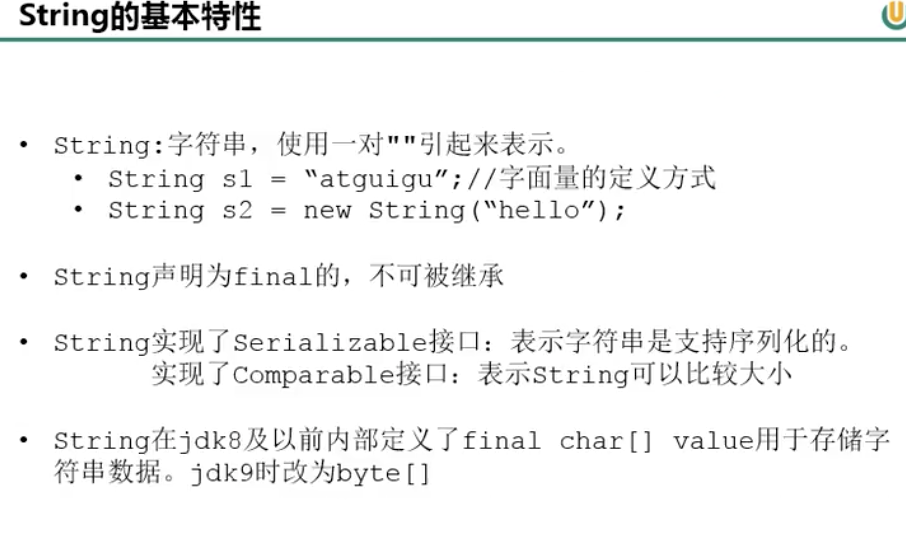 String的基本特性
• String:字符串，使用一对""引起来表示。
• String s1 = “atguigu”;//字面量的定义方式
• String s2 = new String(“hello”);
• String声明为final的，不可被继承
• String实现了Serializable接口：表示字符串是支持序列化的。
实现了Comparable接口：表示String可以比较大小
• String在jdk8及以前内部定义了final char[] value用于存储字
符串数据。jdk9时改为byte[]